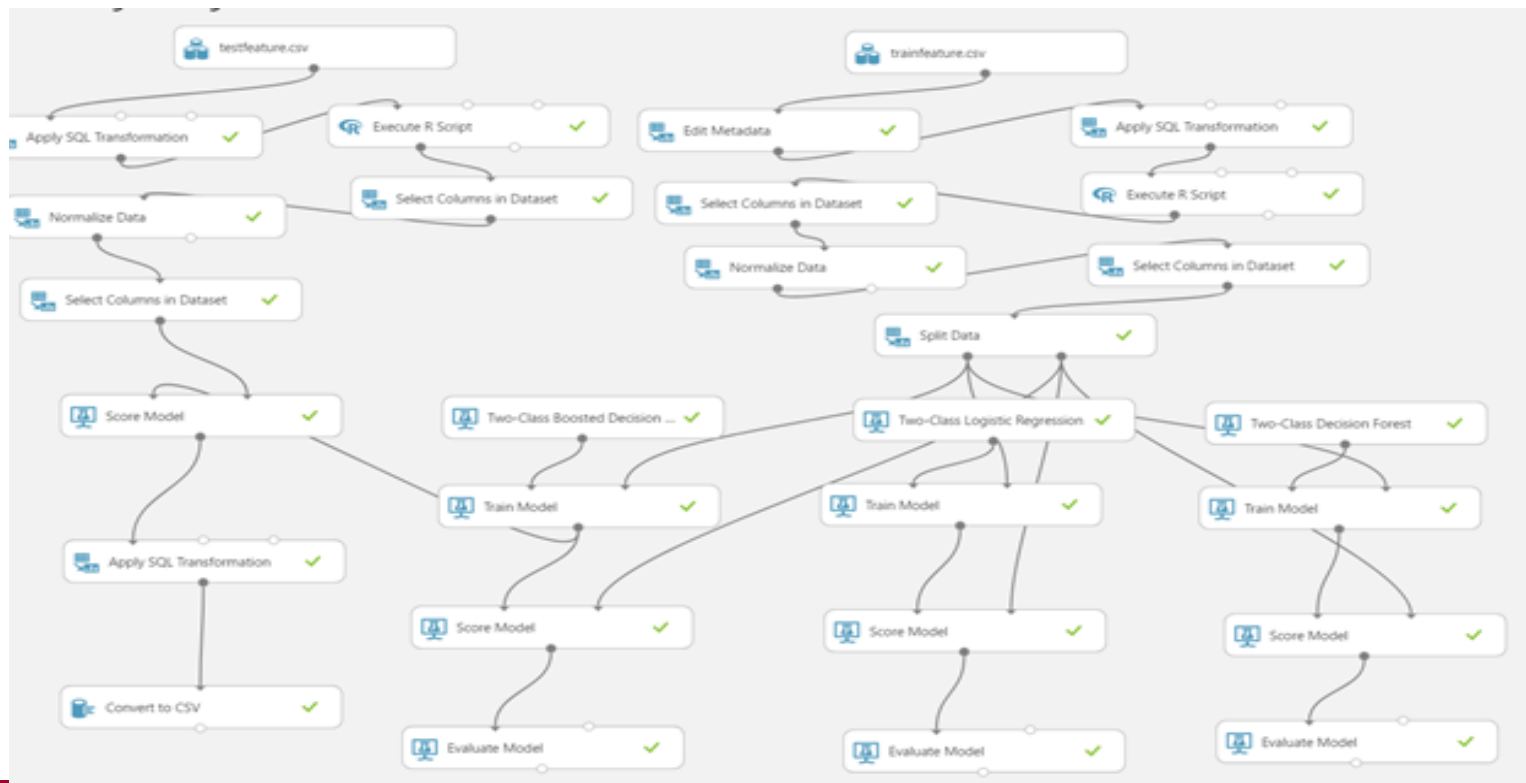 testfeature.csv
trainfeature.csv
Apply SQL Transformation
Execute R Script
Edit Metadata
Apply SQL Transformation
Select Columns in Dataset
Select Columns in Dataset
Execute R Script
Normalize Data
Normalize Data
Select Columns in Dataset
Select Columns in Dataset
Split Data
Score Model
Two-Class Boosted Decision ...
Two-Class Logistic Regression
Two-Class Decision Forest
Train Model
Train Model
Train Model
Apply SQL Transformation
Score Model
Score Model
Score Model
Convert to CSV
Evaluate Model
Evaluate Model
Evaluate Model